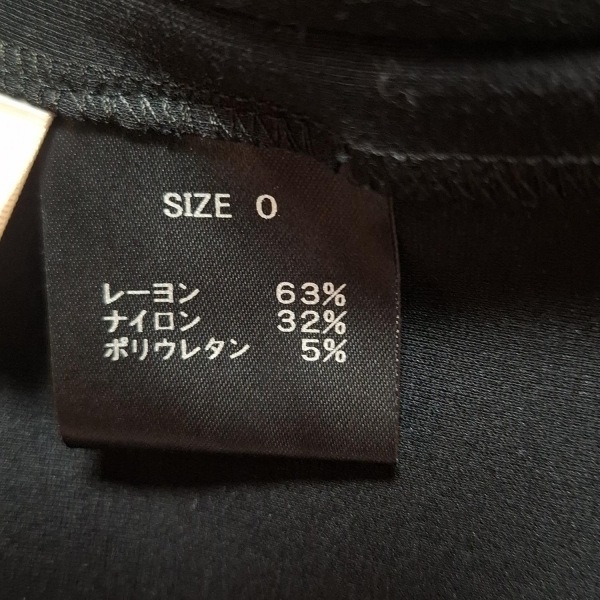 SIZE 0
レーヨン 63%
ナイロン 32%
ポリウレタン 5%